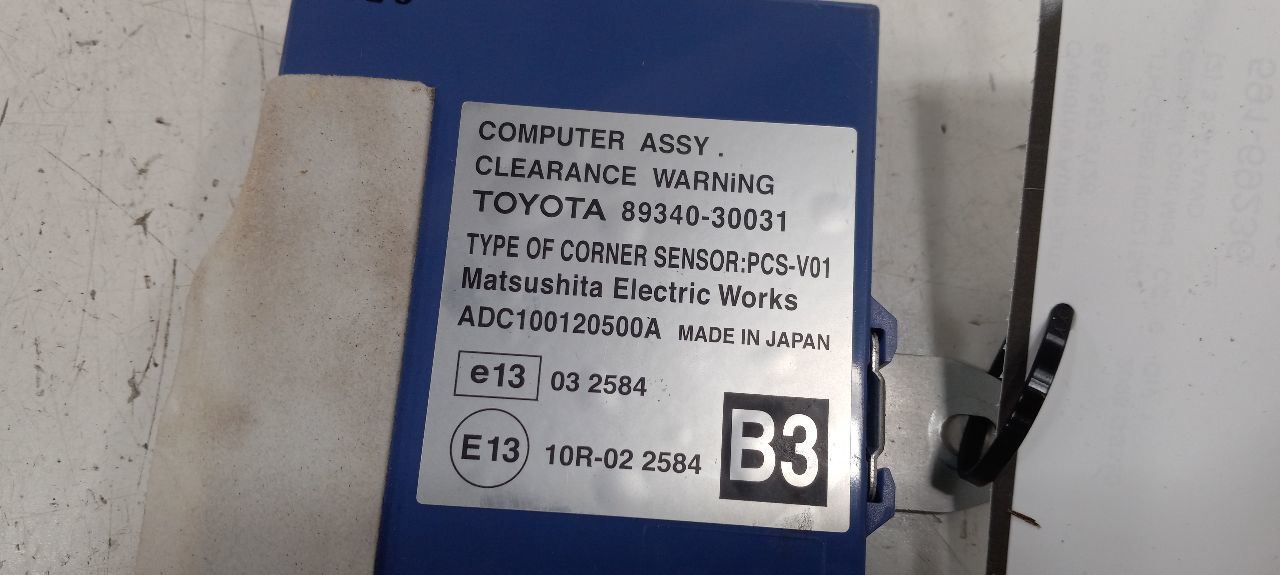 COMPUTER ASSY.
CLEARANCE WARNiNG
TOYOTA 89340-30031
TYPE OF CORNER SENSOR:PCS-V01
Matsushita Electric Works
ADC100120500A MADE IN JAPAN
e13 03 2584
E13 10R-02 2584
B3